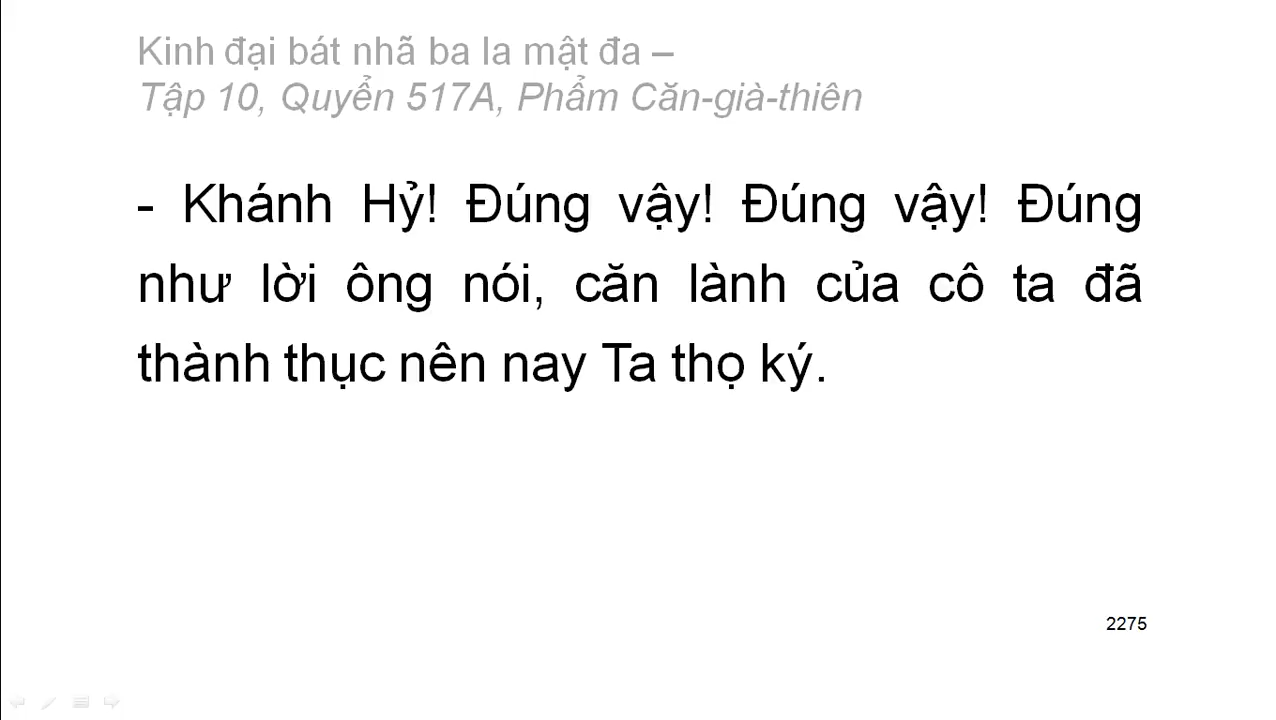 Kinh đại bát nhã ba la mật đa –
Tập 10, Quyển 517A, Phẩm Căn-già-thiên
- Khánh Hỷ! Đúng vậy! Đúng vậy! Đúng
như lời ông nói, căn lành của cô ta đã
thành thục nên nay Ta thọ ký.
2275